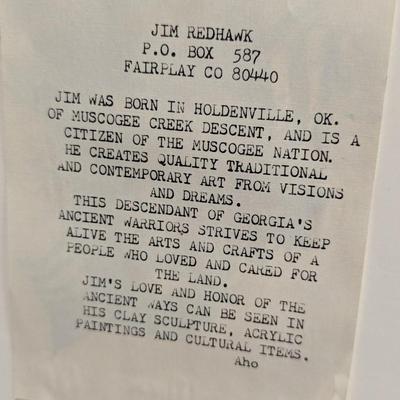 JIM REDHAWK
P.O. BOX 587
FAIRPLAY CO 80440
JIM WAS BORN IN HOLDENVILLE, OK.
OF MUSCOGEE CREEK DESCENT, AND IS A
CITIZEN OF THE MUSCOGEE NATION.
HE CREATES QUALITY TRADITIONAL
AND CONTEMPORARY ART FROM VISIONS
AND DREAMS.
THIS DESCENDANT OF GEORGIA'S
ANCIENT WARRIORS STRIVES TO KEEP
ALIVE THE ARTS AND CRAFTS OF A
PEOPLE WHO LOVED AND CARED FOR
THE LAND.
JIM'S LOVE AND HONOR OF THE
ANCIENT WAYS CAN BE SEEN IN
HIS CLAY SCULPTURE, ACRYLIC
PAINTINGS AND CULTURAL ITEMS.
Aho